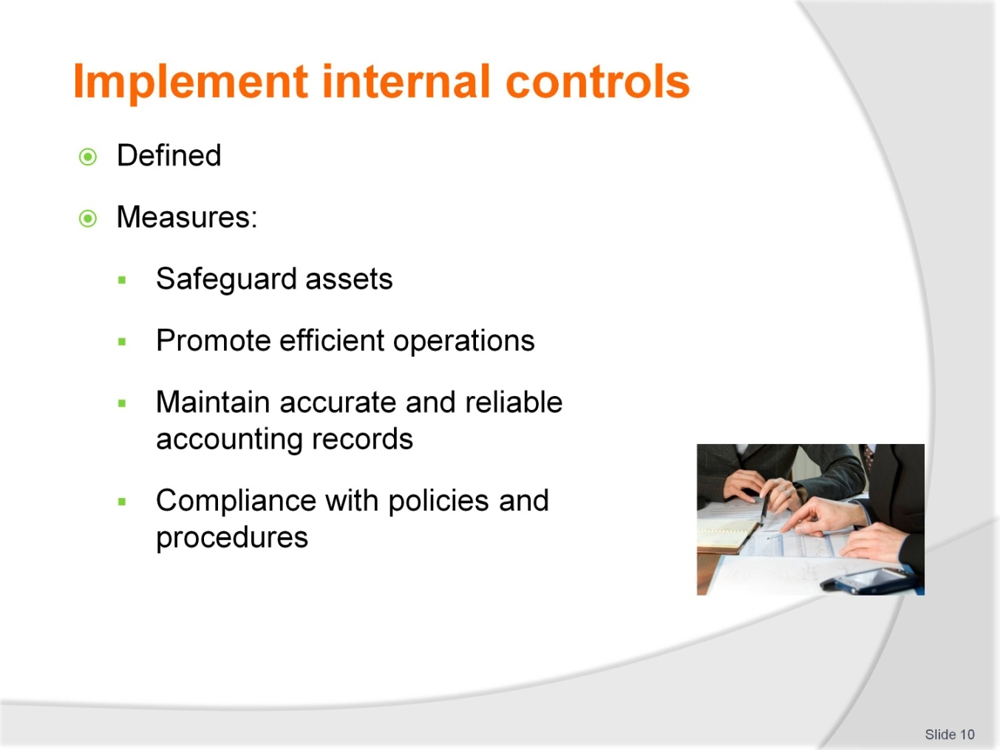 Implement internal controls
Defined
Measures:
Safeguard assets
Promote efficient operations
Maintain accurate and reliable
accounting records
Compliance with policies and
procedures
Slide 10